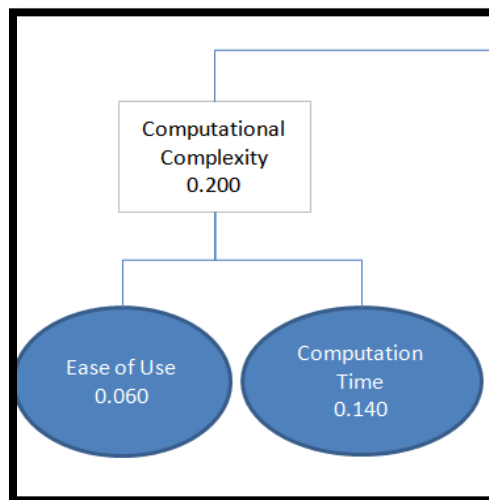 Computational
Complexity
0.200
Ease of Use
0.060
Computation
Time
0.140